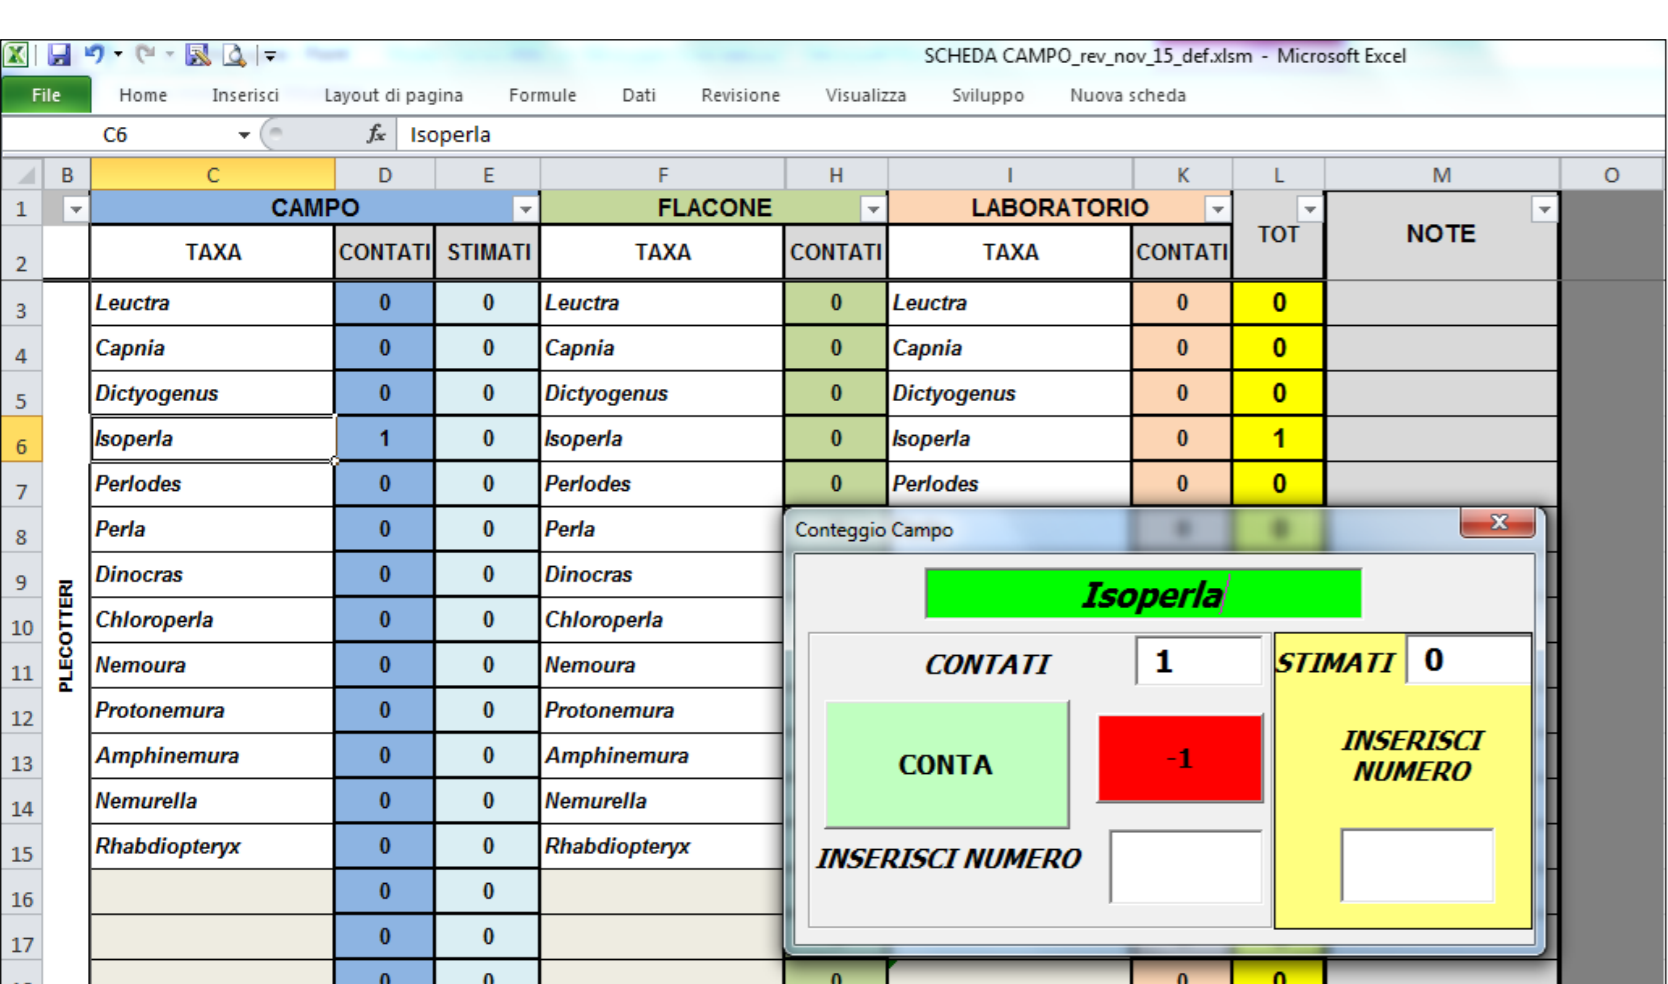 SCHEDA CAMPO_rev_nov_15_def.xlsm - Microsoft Excel
File Home Inserisci Layout di pagina Formule Dati Revisione Visualizza Sviluppo Nuova scheda
C6 fx Isoperla
B C D E F H I K L M O
1 CAMPO FLACONE LABORATORIO TOT NOTE
2 TAXA CONTATI STIMATI TAXA CONTATI TAXA CONTATI
PLECOTTERI
3 Leuctra 0 0 Leuctra 0 Leuctra 0 0
4 Capnia 0 0 Capnia 0 Capnia 0 0
5 Dictyogenus 0 0 Dictyogenus 0 Dictyogenus 0 0
6 Isoperla 1 0 Isoperla 0 Isoperla 0 1
7 Perlodes 0 0 Perlodes 0 Perlodes 0 0
8 Perla 0 0 Perla
9 Dinocras 0 0 Dinocras
10 Chloroperla 0 0 Chloroperla
11 Nemoura 0 0 Nemoura
12 Protonemura 0 0 Protonemura
13 Amphinemura 0 0 Amphinemura
14 Nemurella 0 0 Nemurella
15 Rhabdiopteryx 0 0 Rhabdiopteryx
16 0 0
17 0 0
0 0 0 0 0
Conteggio Campo
Isoperla
CONTATI 1 STIMATI 0
CONTA -1
INSERISCI NUMERO
INSERISCI
NUMERO